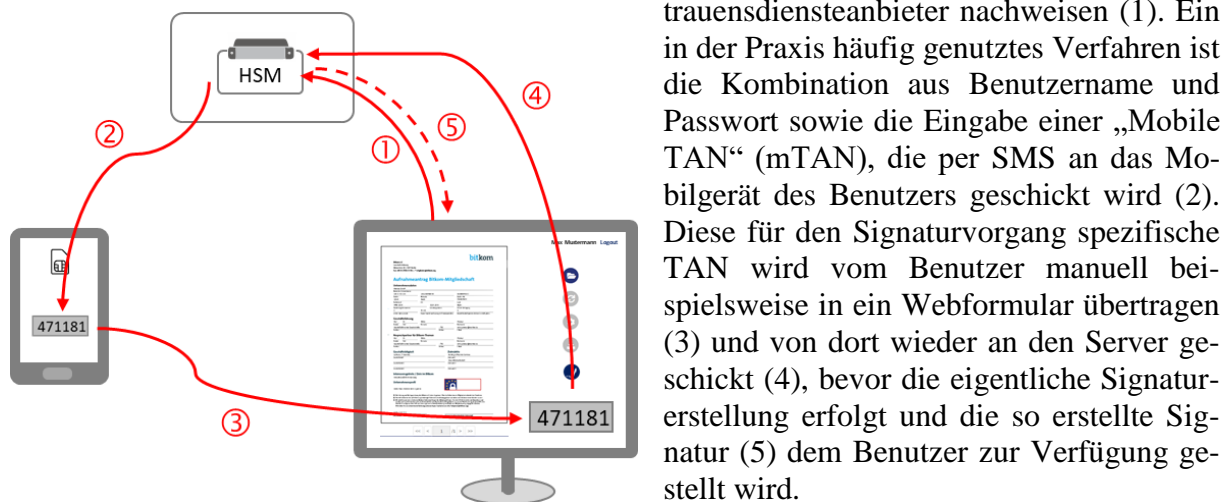 HSM
①
②
③
④
⑤
471181
Max Mustermann Logout
bitkom
Aufnahmeantrag Bitkom-Mitgliedschaft
471181
trauensdiensteanbieter nachweisen (1). Ein
in der Praxis häufig genutztes Verfahren ist
die Kombination aus Benutzername und
Passwort sowie die Eingabe einer „Mobile
TAN“ (mTAN), die per SMS an das Mo-
bilgerät des Benutzers geschickt wird (2).
Diese für den Signaturvorgang spezifische
TAN wird vom Benutzer manuell bei-
spielsweise in ein Webformular übertragen
(3) und von dort wieder an den Server ge-
schickt (4), bevor die eigentliche Signatur-
erstellung erfolgt und die so erstellte Sig-
natur (5) dem Benutzer zur Verfügung ge-
stellt wird.